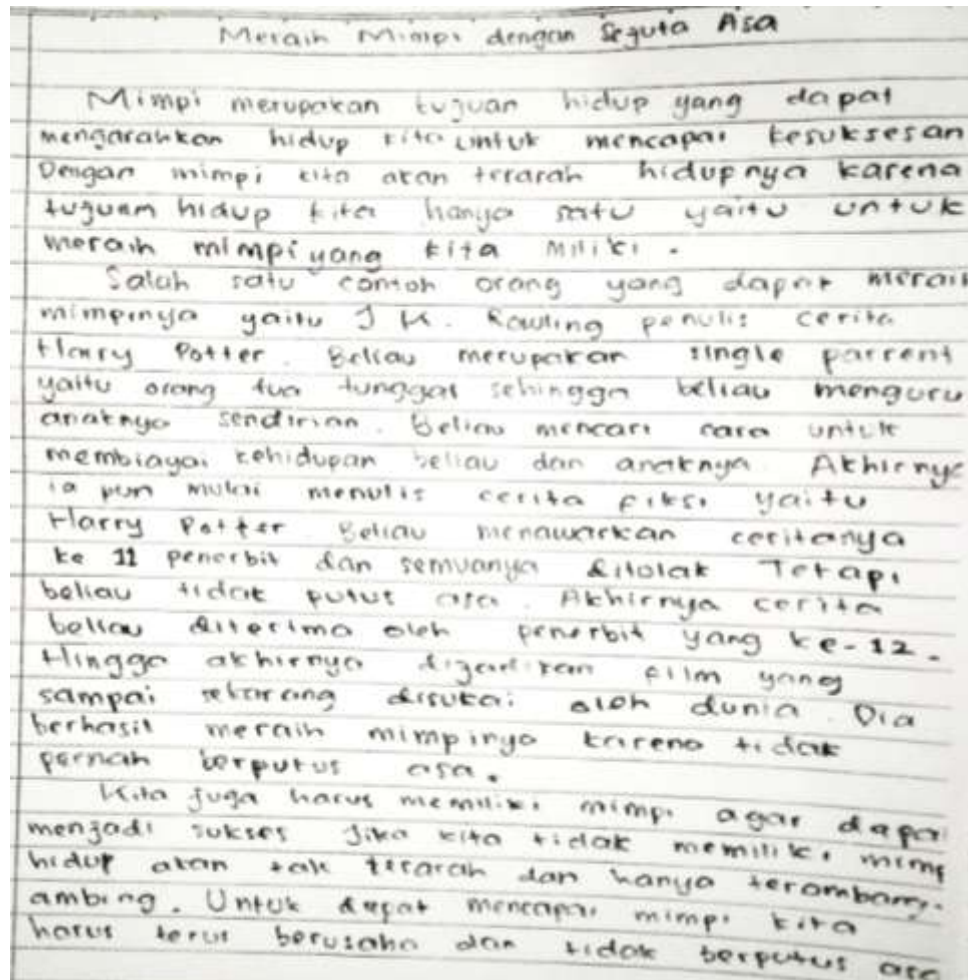 Meraih Mimpi dengan Sejuta Asa
Mimpi merupakan tujuan hidup yang dapat
mengarahkan hidup kita untuk mencapai kesuksesan
Dengan mimpi kita akan terarah hidupnya karena
tujuan hidup kita hanya satu yaitu untuk
meraih mimpi yang kita miliki.
Salah satu contoh orang yang dapat meraih
mimpinya yaitu J K. Rowling penulis cerita
Harry Potter. Beliau merupakan single parrent
yaitu orang tua tunggal sehingga beliau menguru
anaknya sendirian. Beliau mencari cara untuk
membiayai kehidupan beliau dan anaknya. Akhirnya
ia pun mulai menulis cerita fiksi yaitu
Harry Potter. Beliau menawarkan ceritanya
ke 11 penerbit dan semuanya ditolak Tetapi
beliau tidak putus asa. Akhirnya cerita
beliau diterima oleh penerbit yang ke-12.
Hingga akhirnya dijadikan film yang
sampai sekarang disukai oleh dunia. Dia
berhasil meraih mimpinya karena tidak
pernah berputus asa.
Kita juga harus memiliki mimpi agar dapa
menjadi sukses Jika kita tidak memiliki mimp
hidup akan tak terarah dan hanya terombang-
ambing. Untuk dapat mencapai mimpi kita
harus terus berusaha dan tidak berputus asa